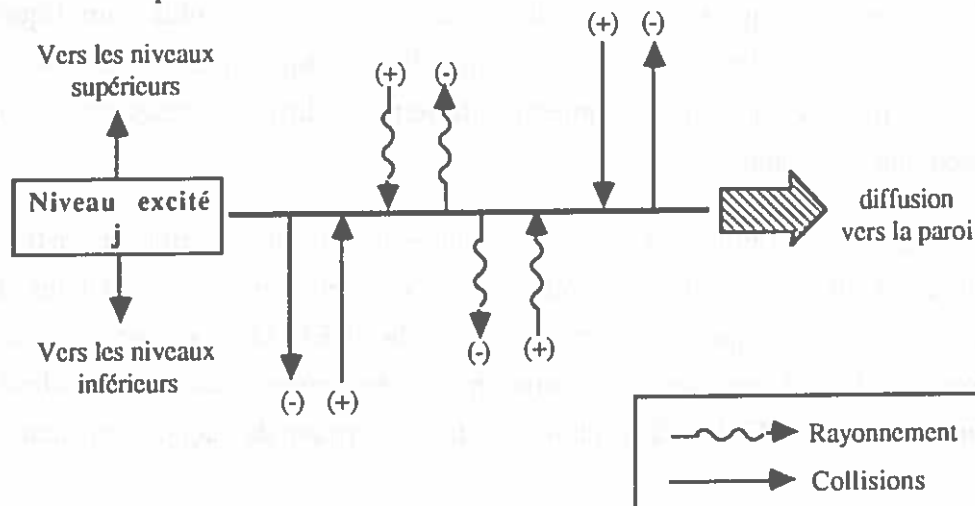 (+) (-)
Vers les niveaux
supérieurs
(+) (-)
Niveau excité
j
diffusion
vers la paroi
Vers les niveaux
inférieurs
(-) (+)
(-) (+)
Rayonnement
Collisions